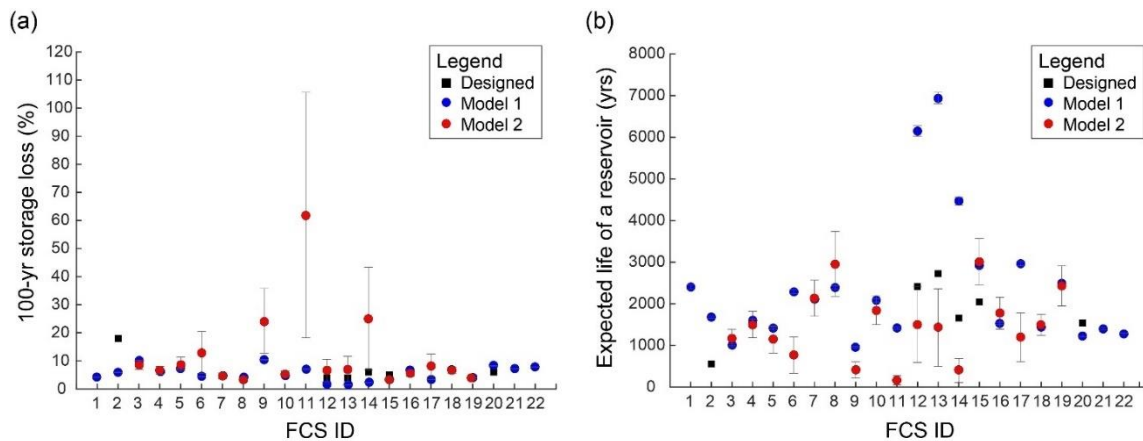 (a)
120
110
100
90
80
70
60
50
40
30
20
10
0
100-yr storage loss (%)
Legend
Designed
Model 1
Model 2
1 2 3 4 5 6 7 8 9 10 11 12 13 14 15 16 17 18 19 20 21 22
FCS ID
(b)
8000
7000
6000
5000
4000
3000
2000
1000
0
Expected life of a reservoir (yrs)
Legend
Designed
Model 1
Model 2
1 2 3 4 5 6 7 8 9 10 11 12 13 14 15 16 17 18 19 20 21 22
FCS ID